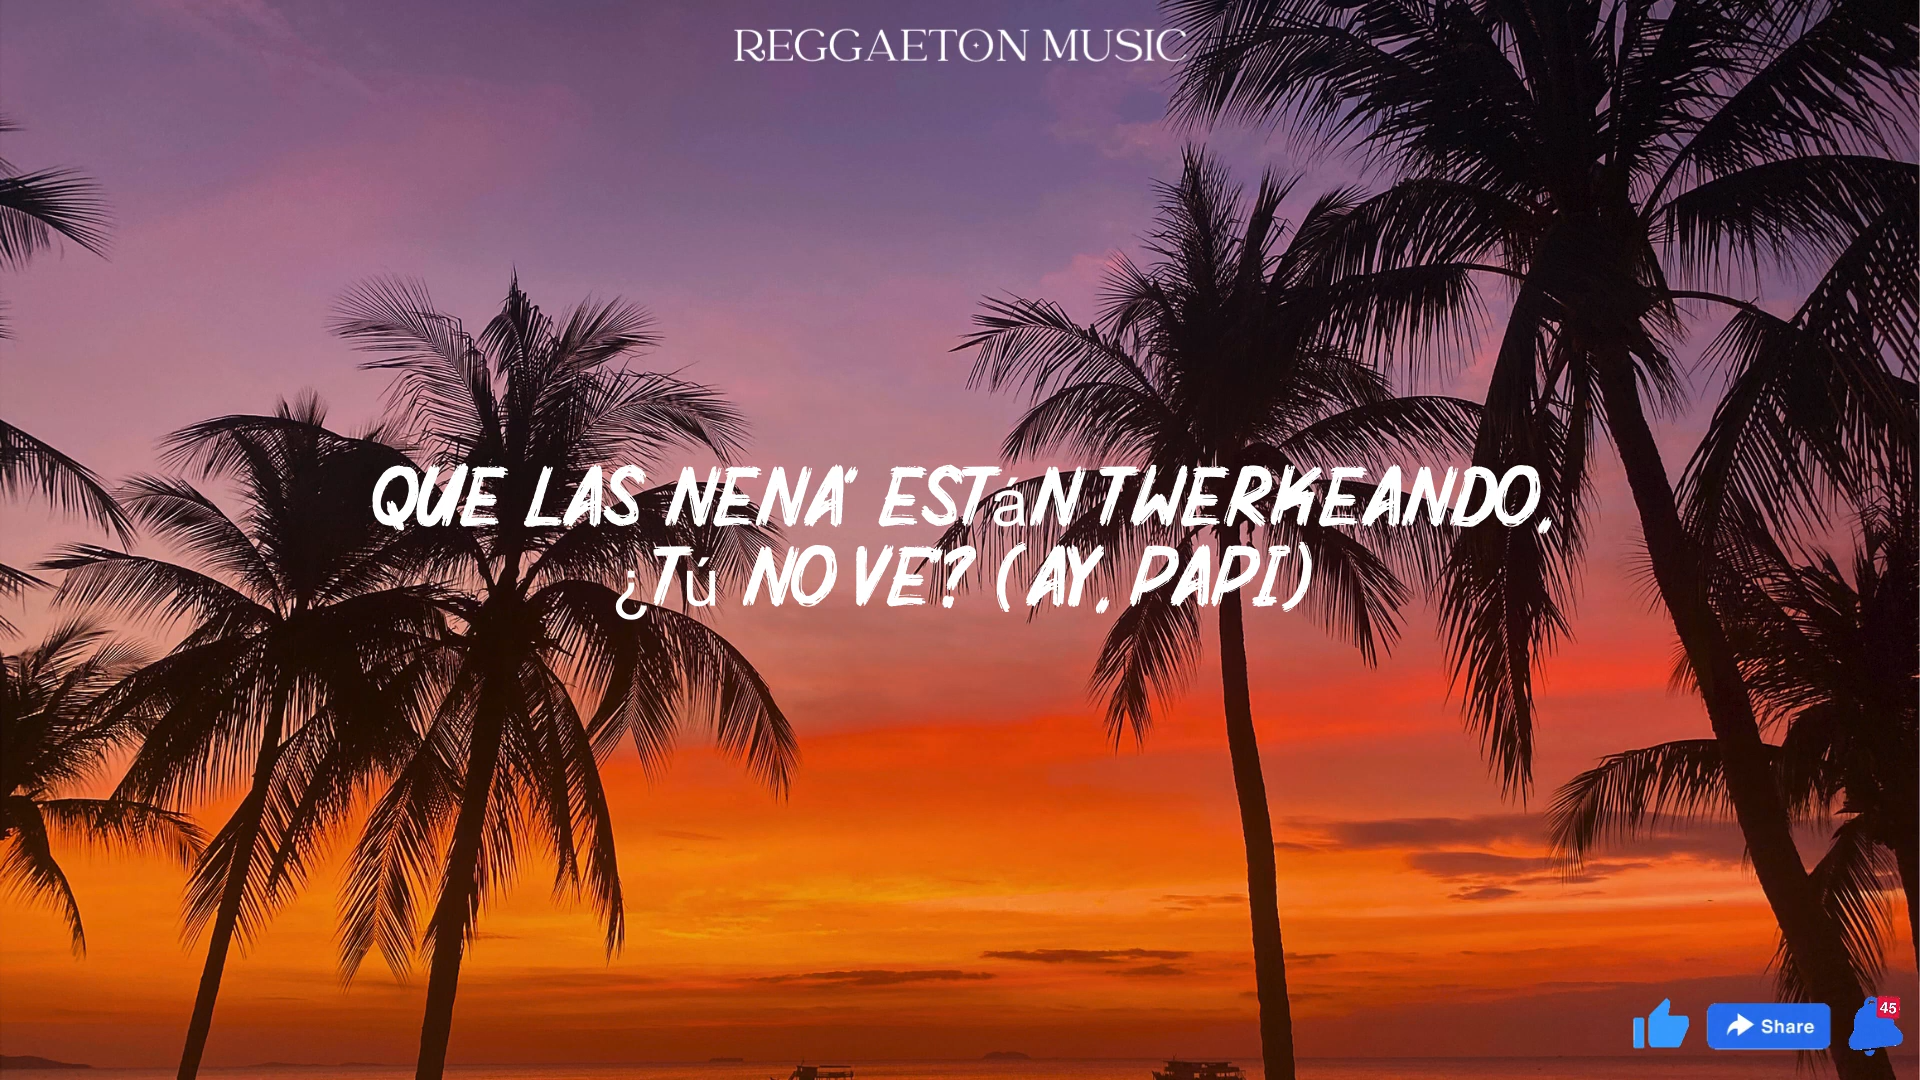 REGGAETON MUSIC
QUE LAS NENA' ESTáN TWERKEANDO,
¿Tú NO VE'? (AY, PAPI)
Share
45